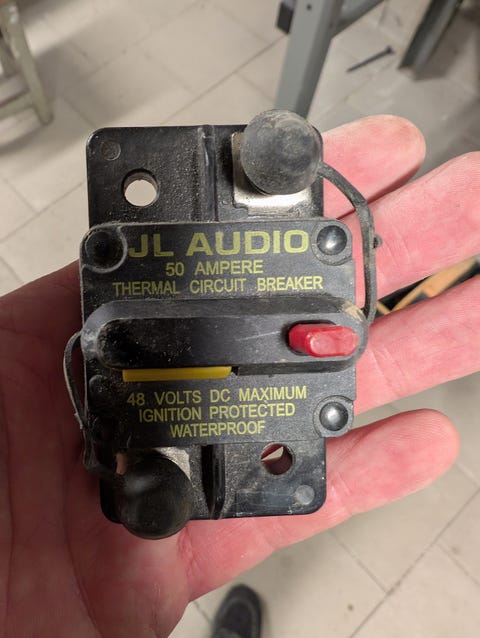 JL AUDIO
50 AMPERE
THERMAL CIRCUIT BREAKER
48 VOLTS DC MAXIMUM
IGNITION PROTECTED
WATERPROOF